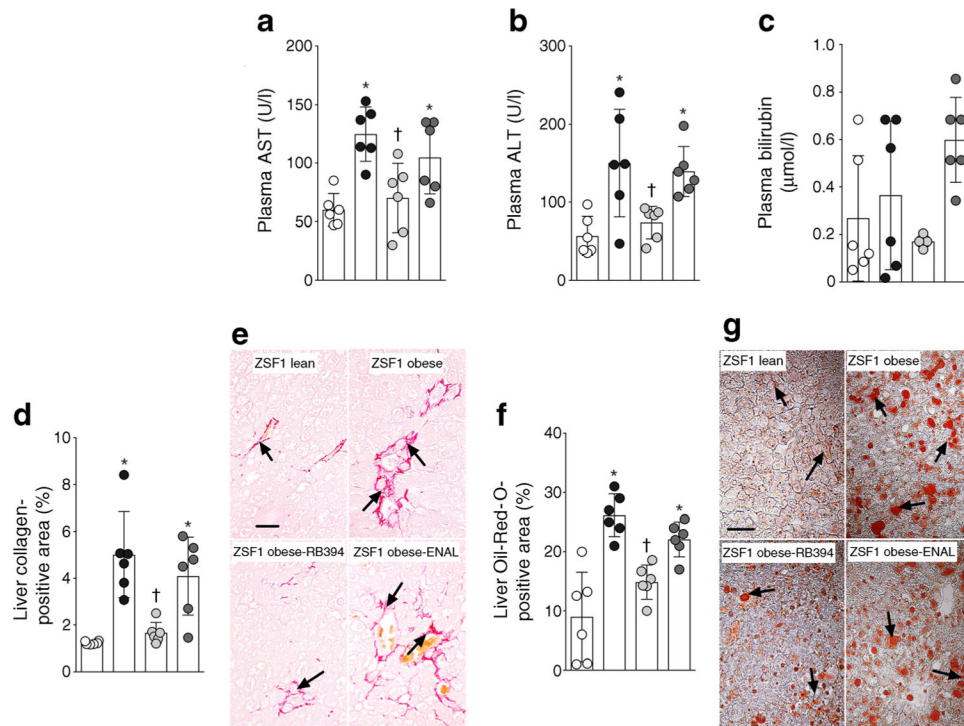 a
Plasma AST (U/l)
200
150
100
50
0
*
†
*
b
Plasma ALT (U/l)
300
200
100
0
*
†
*
c
Plasma bilirubin
(µmol/l)
1.0
0.8
0.6
0.4
0.2
0
d
Liver collagen-
positive area (%)
10
8
6
4
2
0
*
†
*
e
ZSF1 lean
ZSF1 obese
ZSF1 obese-RB394
ZSF1 obese-ENAL
f
Liver Oil-Red-O-
positive area (%)
40
30
20
10
0
*
†
*
g
ZSF1 lean
ZSF1 obese
ZSF1 obese-RB394
ZSF1 obese-ENAL